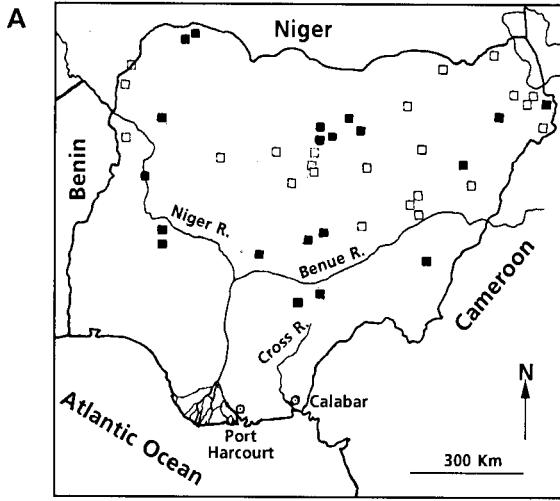 A
Niger
Benin
Niger R.
Benue R.
Cameroon
Cross R.
N
Calabar
Port
Harcourt
Atlantic Ocean
300 Km